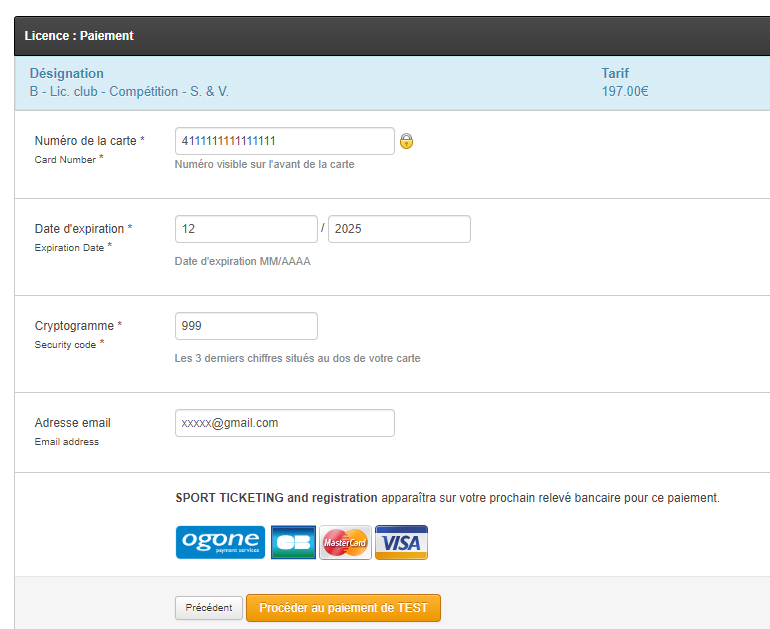 Licence : Paiement
Désignation Tarif
B - Lic. club - Compétition - S. & V. 197.00€
Numéro de la carte * 4111111111111111
Card Number *
Numéro visible sur l'avant de la carte
Date d'expiration * 12 / 2025
Expiration Date *
Date d'expiration MM/AAAA
Cryptogramme * 999
Security code *
Les 3 derniers chiffres situés au dos de votre carte
Adresse email xxxxx@gmail.com
Email address
SPORT TICKETING and registration apparaîtra sur votre prochain relevé bancaire pour ce paiement.
ogone CB MasterCard VISA
payment services
Précédent Procéder au paiement de TEST